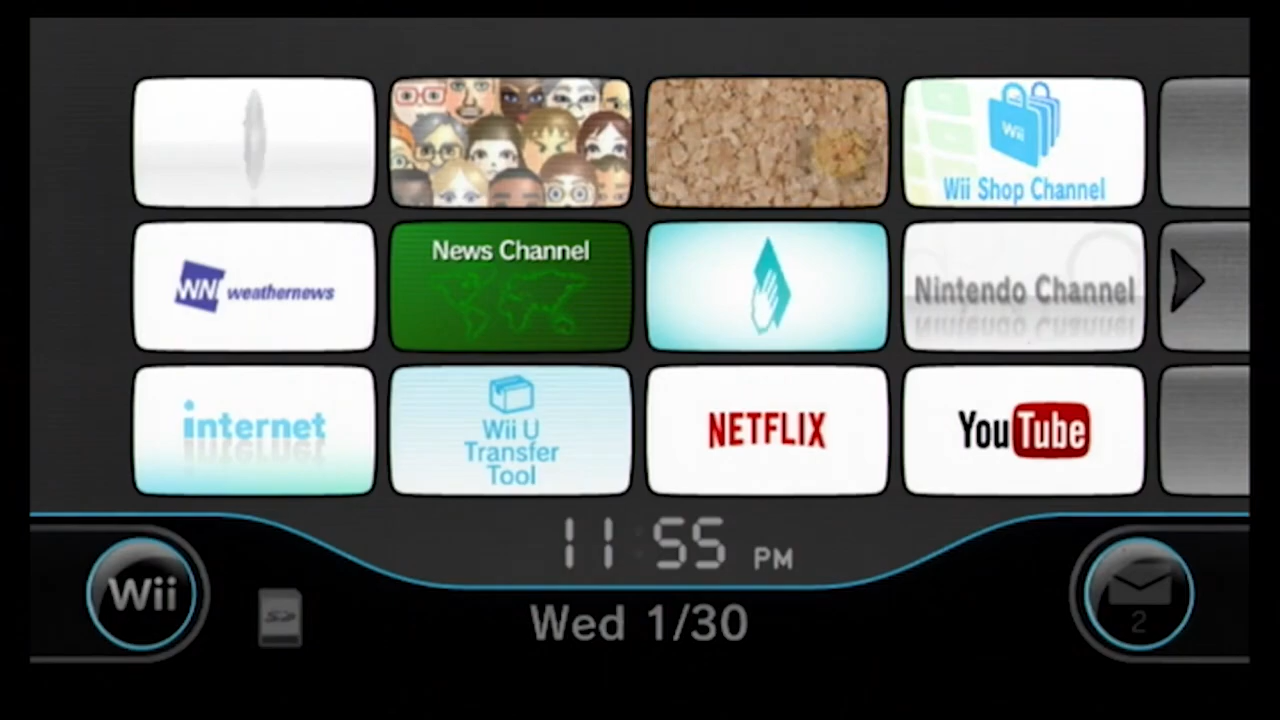 Wii
Wii Shop Channel
WNI weathernews
News Channel
Nintendo Channel
internet
Wii U
Transfer
Tool
NETFLIX
YouTube
11:55 PM
Wii
SD
Wed 1/30
2